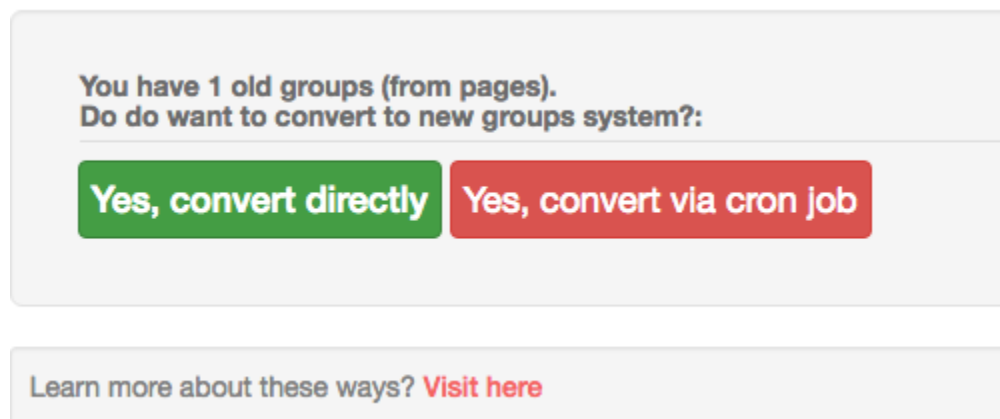 You have 1 old groups (from pages).
Do do want to convert to new groups system?:
Yes, convert directly
Yes, convert via cron job
Learn more about these ways? Visit here